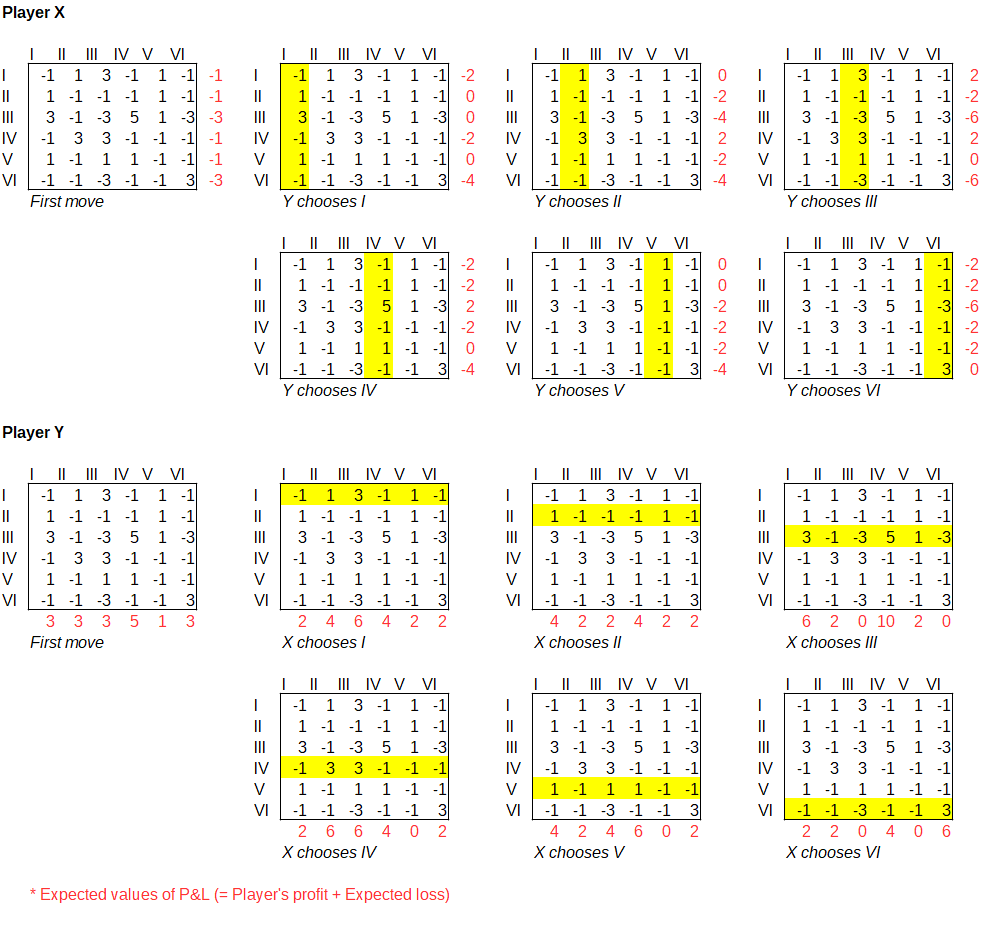 Player X
I II III IV V VI
I -1 1 3 -1 1 -1 -1
II 1 -1 -1 -1 1 -1 -1
III 3 -1 -3 5 1 -3 -3
IV -1 3 3 -1 -1 -1 -1
V 1 -1 1 1 -1 -1 -1
VI -1 -1 -3 -1 -1 3 -3
First move
I II III IV V VI
I -1 1 3 -1 1 -1 -2
II 1 -1 -1 -1 1 -1 0
III 3 -1 -3 5 1 -3 0
IV -1 3 3 -1 -1 -1 -2
V 1 -1 1 1 -1 -1 0
VI -1 -1 -3 -1 -1 3 -4
Y chooses I
I II III IV V VI
I -1 1 3 -1 1 -1 0
II 1 -1 -1 -1 1 -1 -2
III 3 -1 -3 5 1 -3 -4
IV -1 3 3 -1 -1 -1 2
V 1 -1 1 1 -1 -1 -2
VI -1 -1 -3 -1 -1 3 -4
Y chooses II
I II III IV V VI
I -1 1 3 -1 1 -1 2
II 1 -1 -1 -1 1 -1 -2
III 3 -1 -3 5 1 -3 -6
IV -1 3 3 -1 -1 -1 2
V 1 -1 1 1 -1 -1 0
VI -1 -1 -3 -1 -1 3 -6
Y chooses III
I II III IV V VI
I -1 1 3 -1 1 -1 -2
II 1 -1 -1 -1 1 -1 -2
III 3 -1 -3 5 1 -3 2
IV -1 3 3 -1 -1 -1 -2
V 1 -1 1 1 -1 -1 0
VI -1 -1 -3 -1 -1 3 -4
Y chooses IV
I II III IV V VI
I -1 1 3 -1 1 -1 0
II 1 -1 -1 -1 1 -1 0
III 3 -1 -3 5 1 -3 -2
IV -1 3 3 -1 -1 -1 -2
V 1 -1 1 1 -1 -1 -2
VI -1 -1 -3 -1 -1 3 -2
Y chooses V
I II III IV V VI
I -1 1 3 -1 1 -1 -2
II 1 -1 -1 -1 1 -1 -2
III 3 -1 -3 5 1 -3 -6
IV -1 3 3 -1 -1 -1 -2
V 1 -1 1 1 -1 -1 -2
VI -1 -1 -3 -1 -1 3 0
Y chooses VI
Player Y
I II III IV V VI
I -1 1 3 -1 1 -1
II 1 -1 -1 -1 1 -1
III 3 -1 -3 5 1 -3
IV -1 3 3 -1 -1 -1
V 1 -1 1 1 -1 -1
VI -1 -1 -3 -1 -1 3
3 3 3 5 1 3
First move
I II III IV V VI
I -1 1 3 -1 1 -1
II 1 -1 -1 -1 1 -1
III 3 -1 -3 5 1 -3
IV -1 3 3 -1 -1 -1
V 1 -1 1 1 -1 -1
VI -1 -1 -3 -1 -1 3
2 4 6 4 2 2
X chooses I
I II III IV V VI
I -1 1 3 -1 1 -1
II 1 -1 -1 -1 1 -1
III 3 -1 -3 5 1 -3
IV -1 3 3 -1 -1 -1
V 1 -1 1 1 -1 -1
VI -1 -1 -3 -1 -1 3
4 2 2 4 2 2
X chooses II
I II III IV V VI
I -1 1 3 -1 1 -1
II 1 -1 -1 -1 1 -1
III 3 -1 -3 5 1 -3
IV -1 3 3 -1 -1 -1
V 1 -1 1 1 -1 -1
VI -1 -1 -3 -1 -1 3
6 2 0 10 2 0
X chooses III
I II III IV V VI
I -1 1 3 -1 1 -1
II 1 -1 -1 -1 1 -1
III 3 -1 -3 5 1 -3
IV -1 3 3 -1 -1 -1
V 1 -1 1 1 -1 -1
VI -1 -1 -3 -1 -1 3
2 6 6 4 0 2
X chooses IV
I II III IV V VI
I -1 1 3 -1 1 -1
II 1 -1 -1 -1 1 -1
III 3 -1 -3 5 1 -3
IV -1 3 3 -1 -1 -1
V 1 -1 1 1 -1 -1
VI -1 -1 -3 -1 -1 3
4 2 4 6 0 2
X chooses V
I II III IV V VI
I -1 1 3 -1 1 -1
II 1 -1 -1 -1 1 -1
III 3 -1 -3 5 1 -3
IV -1 3 3 -1 -1 -1
V 1 -1 1 1 -1 -1
VI -1 -1 -3 -1 -1 3
2 2 0 4 0 6
X chooses VI
* Expected values of P&L (= Player's profit + Expected loss)